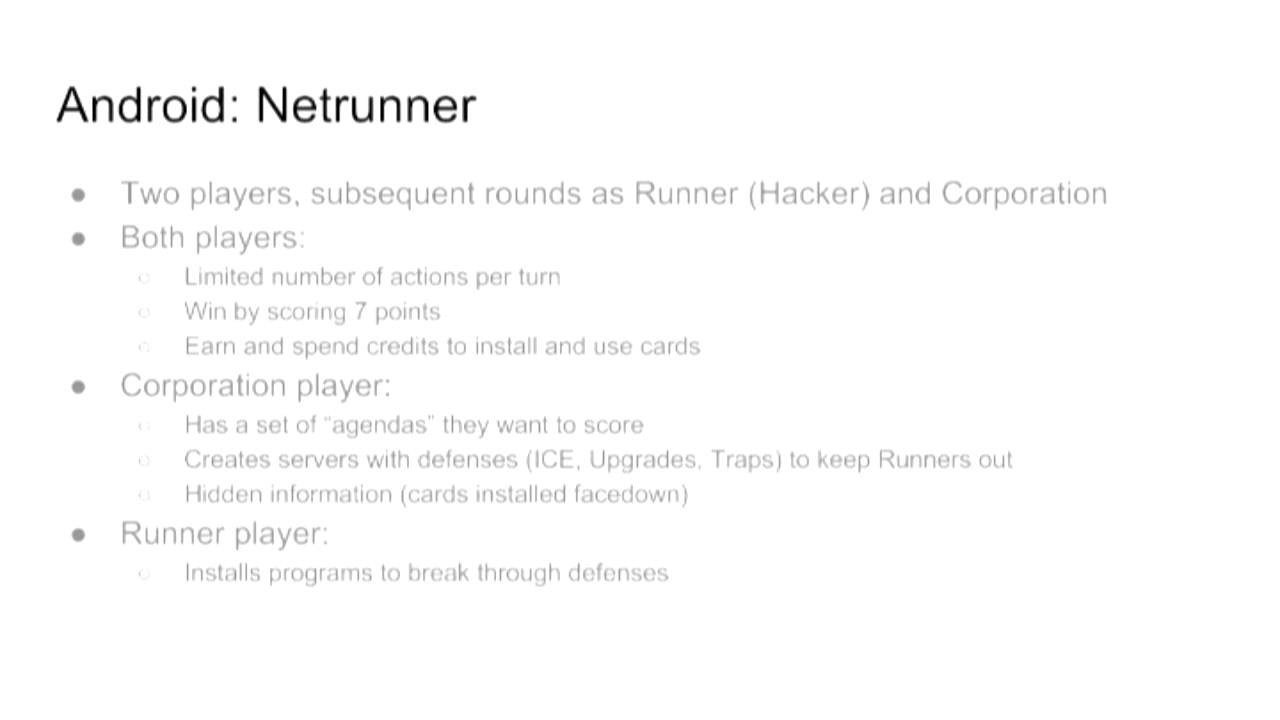 Android: Netrunner
● Two players, subsequent rounds as Runner (Hacker) and Corporation
● Both players:
○ Limited number of actions per turn
○ Win by scoring 7 points
○ Earn and spend credits to install and use cards
● Corporation player:
○ Has a set of “agendas” they want to score
○ Creates servers with defenses (ICE, Upgrades, Traps) to keep Runners out
○ Hidden information (cards installed facedown)
● Runner player:
○ Installs programs to break through defenses